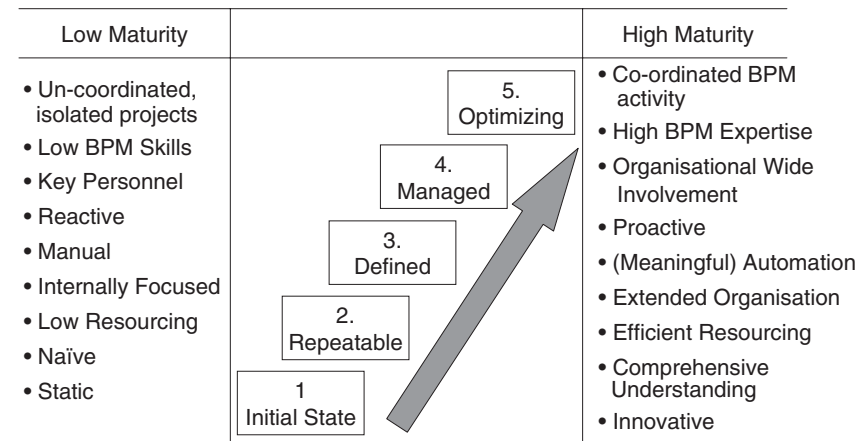 Low Maturity
High Maturity
• Un-coordinated,
isolated projects
• Low BPM Skills
• Key Personnel
• Reactive
• Manual
• Internally Focused
• Low Resourcing
• Naïve
• Static
5.
Optimizing
4.
Managed
3.
Defined
2.
Repeatable
1
Initial State
• Co-ordinated BPM
activity
• High BPM Expertise
• Organisational Wide
Involvement
• Proactive
• (Meaningful) Automation
• Extended Organisation
• Efficient Resourcing
• Comprehensive
Understanding
• Innovative